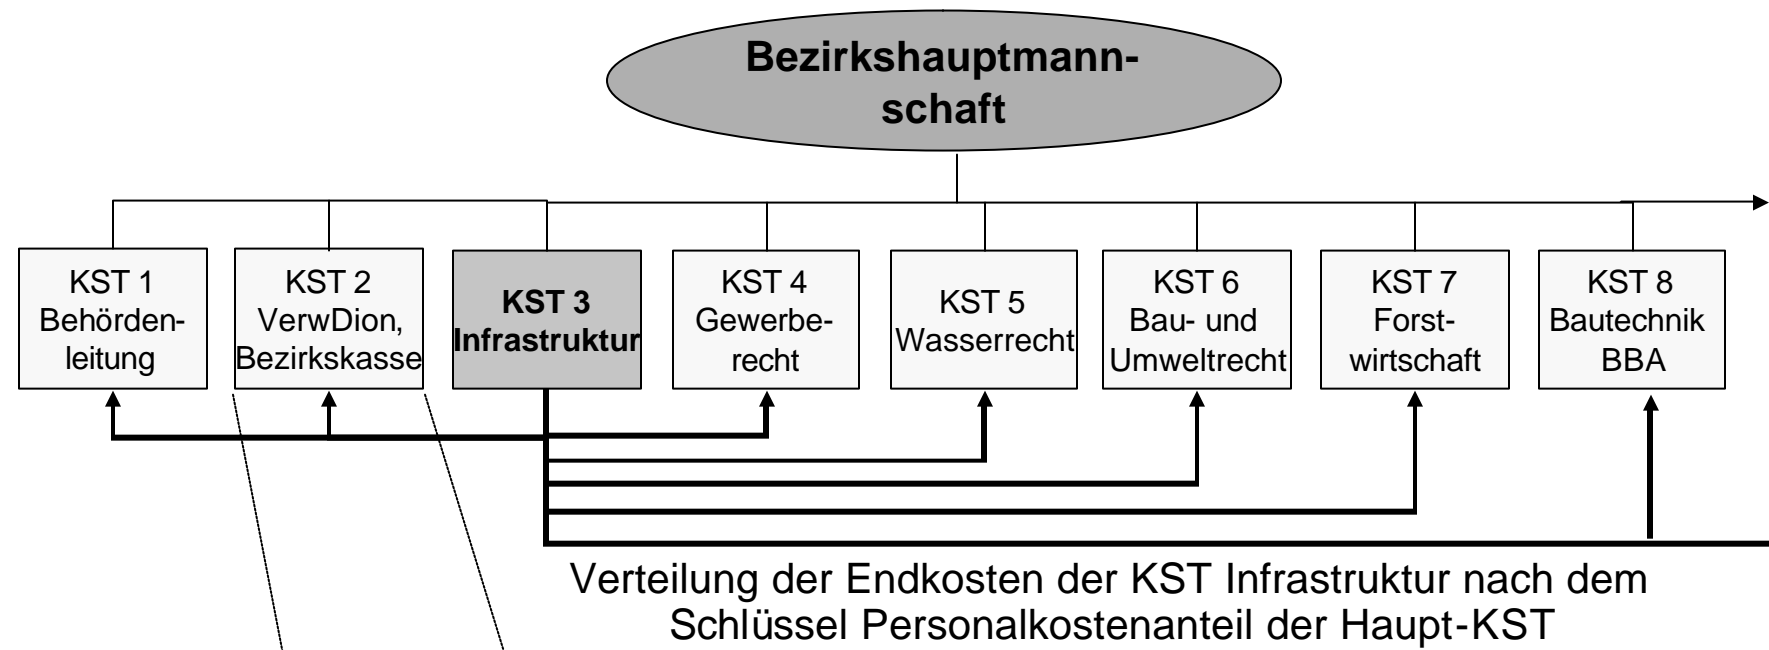 Bezirkshauptmann-
schaft
KST 1
Behörden-
leitung
KST 2
VerwDion,
Bezirkskasse
KST 3
Infrastruktur
KST 4
Gewerbe-
recht
KST 5
Wasserrecht
KST 6
Bau- und
Umweltrecht
KST 7
Forst-
wirtschaft
KST 8
Bautechnik
BBA
Verteilung der Endkosten der KST Infrastruktur nach dem
Schlüssel Personalkostenanteil der Haupt-KST